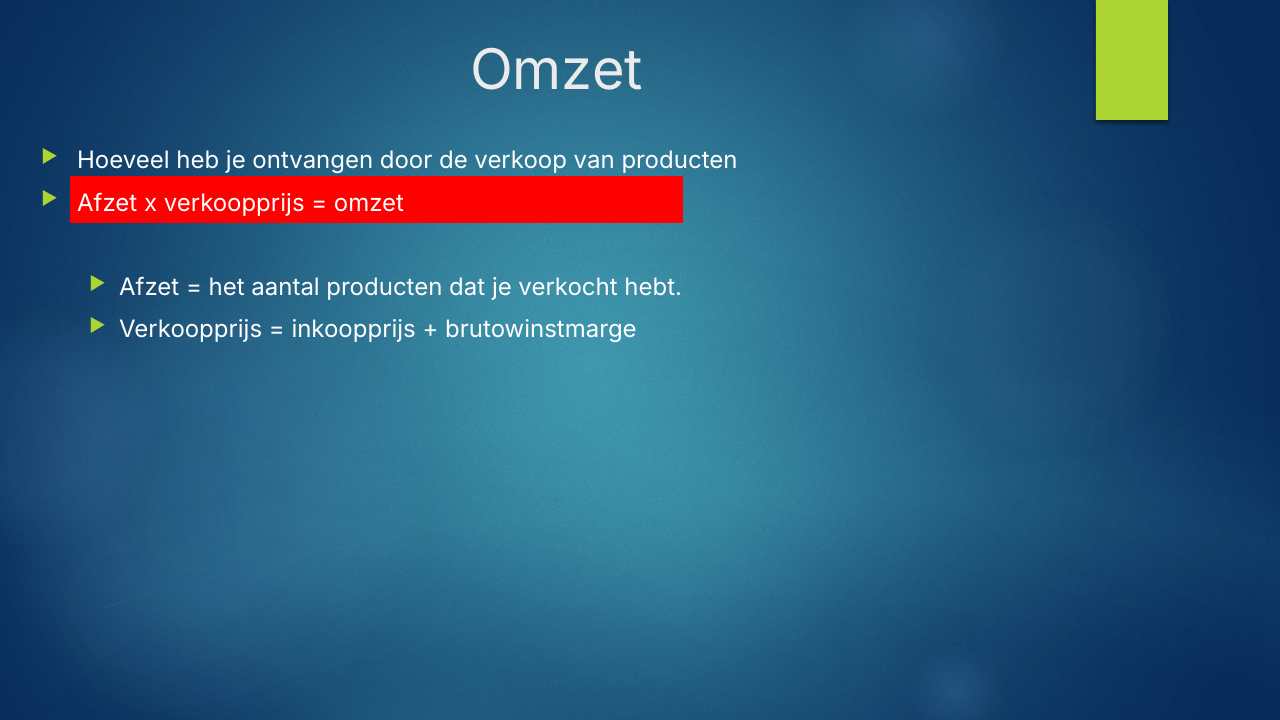 Omzet
Hoeveel heb je ontvangen door de verkoop van producten
Afzet x verkoopprijs = omzet
Afzet = het aantal producten dat je verkocht hebt.
Verkoopprijs = inkoopprijs + brutowinstmarge